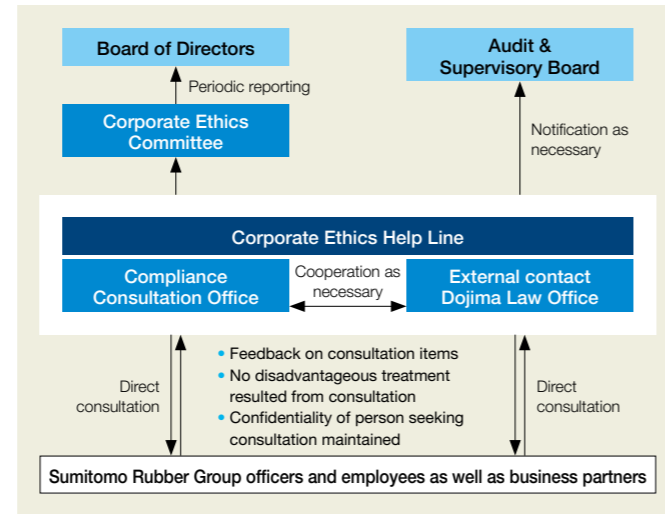 Board of Directors
Audit &
Supervisory Board
Periodic reporting
Corporate Ethics
Committee
Notification as
necessary
Corporate Ethics Help Line
Compliance
Consultation Office
Cooperation as
necessary
External contact
Dojima Law Office
Direct
consultation
• Feedback on consultation items
• No disadvantageous treatment
resulted from consultation
• Confidentiality of person seeking
consultation maintained
Direct
consultation
Sumitomo Rubber Group officers and employees as well as business partners